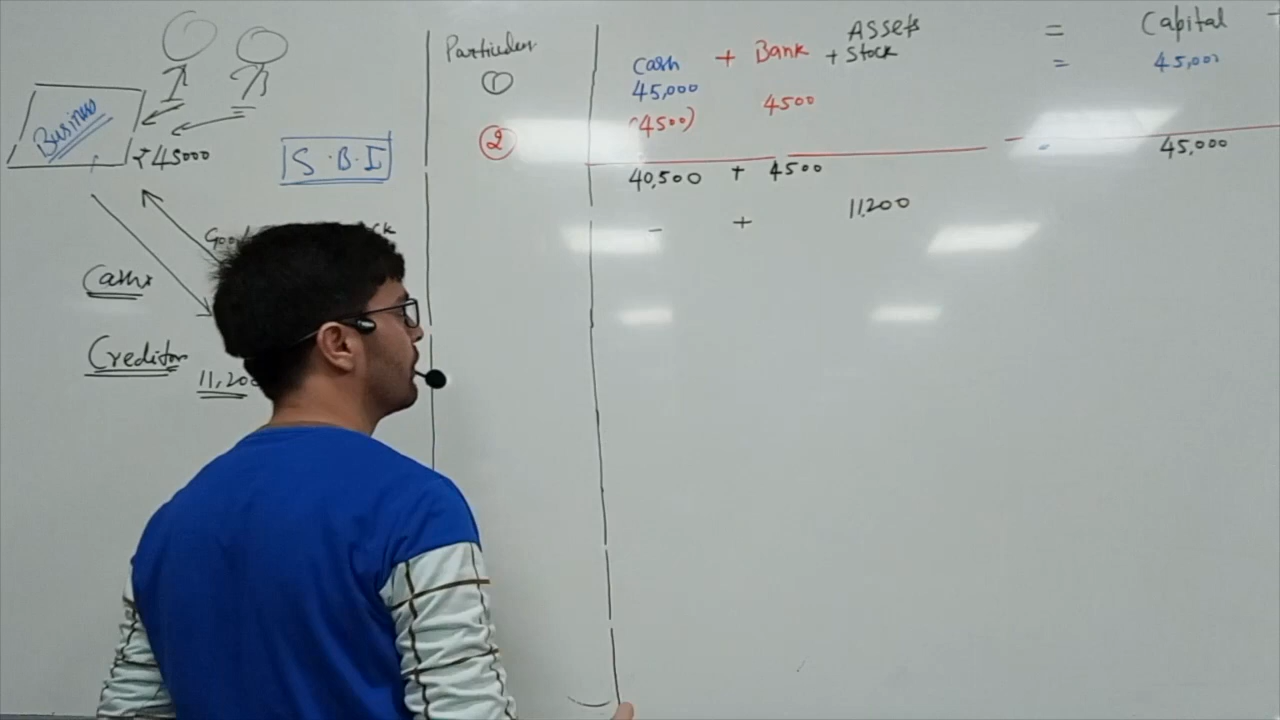 Business
₹45000
S.B.I
Cash
Creditor
11,200
Particulars
Assets = Capital +
Cash + Bank + Stock = 45,000
① 45,000
② (4500) 4500
40,500 + 4500 45,000
- + 11200